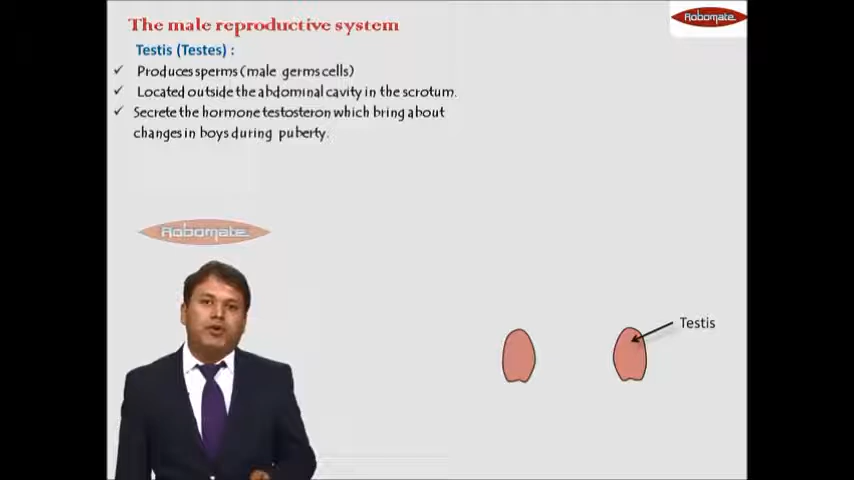 The male reproductive system
Robomate
Testis (Testes) :
✓ Produces sperms (male germs cells)
✓ Located outside the abdominal cavity in the scrotum.
✓ Secrete the hormone testosteron which bring about
changes in boys during puberty.
Robomate
Testis